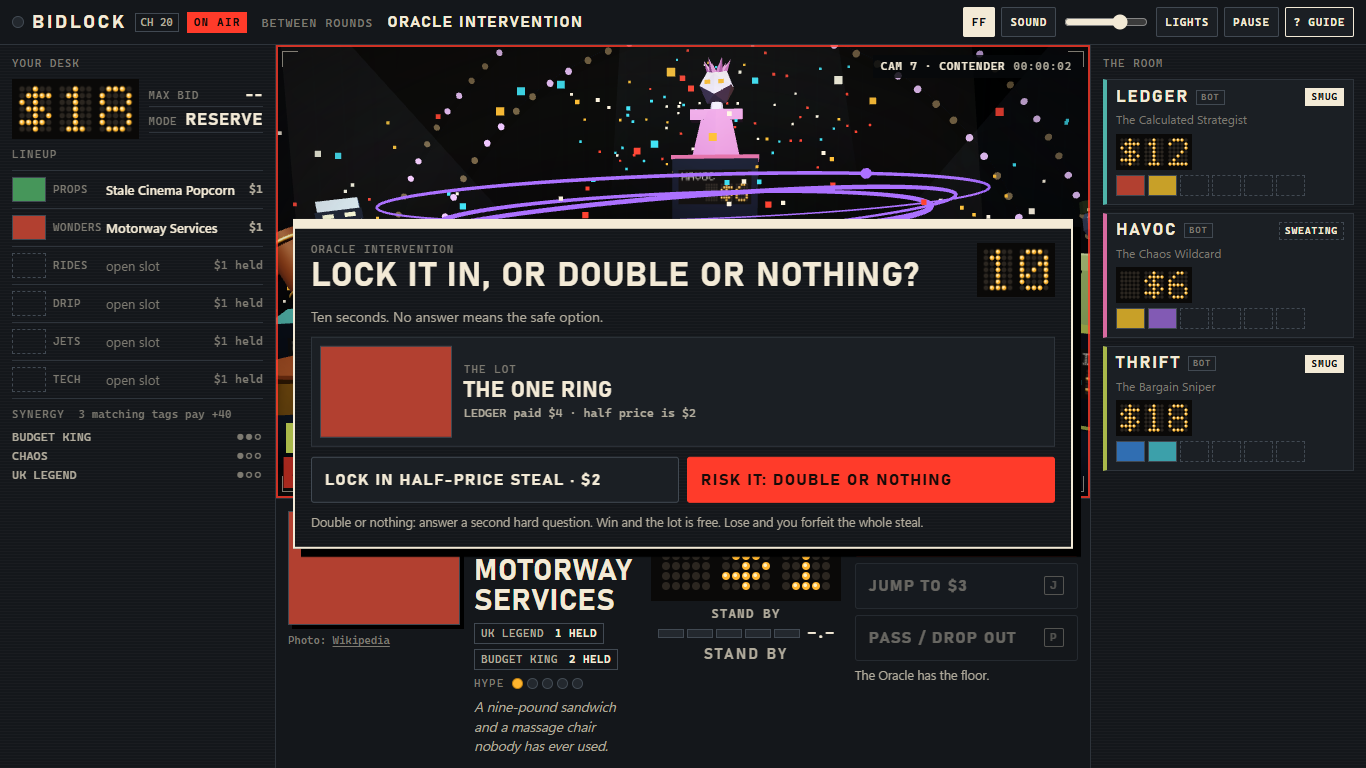 BIDLOCK CH 20 ON AIR BETWEEN ROUNDS ORACLE INTERVENTION FF SOUND LIGHTS PAUSE ? GUIDE
YOUR DESK
$18
MAX BID --
MODE RESERVE
LINEUP
PROPS Stale Cinema Popcorn $1
WONDERS Motorway Services $1
RIDES open slot $1 held
DRIP open slot $1 held
JETS open slot $1 held
TECH open slot $1 held
SYNERGY 3 matching tags pay +40
BUDGET KING
CHAOS
UK LEGEND
CAM 7 · CONTENDER 00:00:02
HAVOC
ORACLE INTERVENTION
LOCK IT IN, OR DOUBLE OR NOTHING?
10
Ten seconds. No answer means the safe option.
THE LOT
THE ONE RING
LEDGER paid $4 · half price is $2
LOCK IN HALF-PRICE STEAL · $2
RISK IT: DOUBLE OR NOTHING
Double or nothing: answer a second hard question. Win and the lot is free. Lose and you forfeit the whole steal.
Photo: Wikipedia
MOTORWAY
SERVICES
UK LEGEND 1 HELD
BUDGET KING 2 HELD
HYPE
A nine-pound sandwich
and a massage chair
nobody has ever used.
STAND BY
-.-
STAND BY
JUMP TO $3 J
PASS / DROP OUT P
The Oracle has the floor.
THE ROOM
LEDGER BOT SMUG
The Calculated Strategist
$12
HAVOC BOT SWEATING
The Chaos Wildcard
$6
THRIFT BOT SMUG
The Bargain Sniper
$18